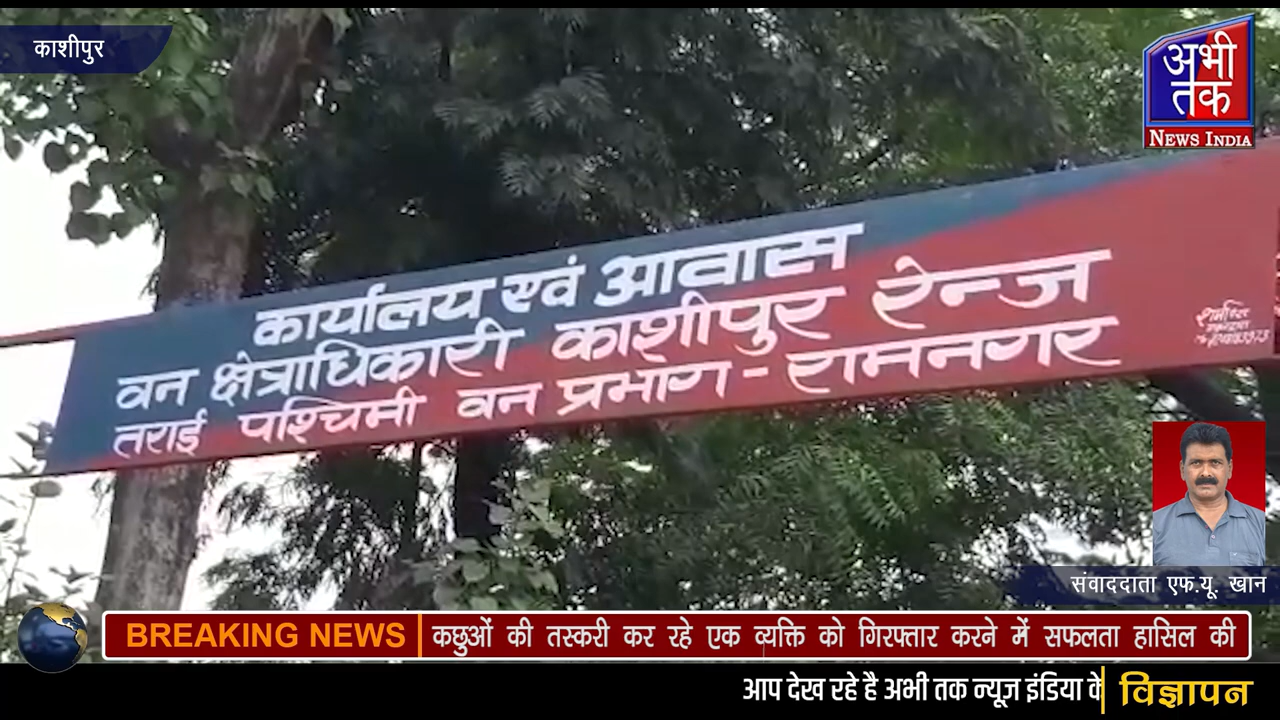 काशीपुर
अभी
तक
NEWS INDIA
कार्यालय एवं आवास
वन क्षेत्राधिकारी काशीपुर रेन्ज
तराई पश्चिमी वन प्रभाग - रामनगर
संवाददाता एफ.यू. खान
BREAKING NEWS
कछुओं की तस्करी कर रहे एक व्यक्ति को गिरफ्तार करने में सफलता हासिल की
आप देख रहे है अभी तक न्यूज़ इंडिया के
विज्ञापन